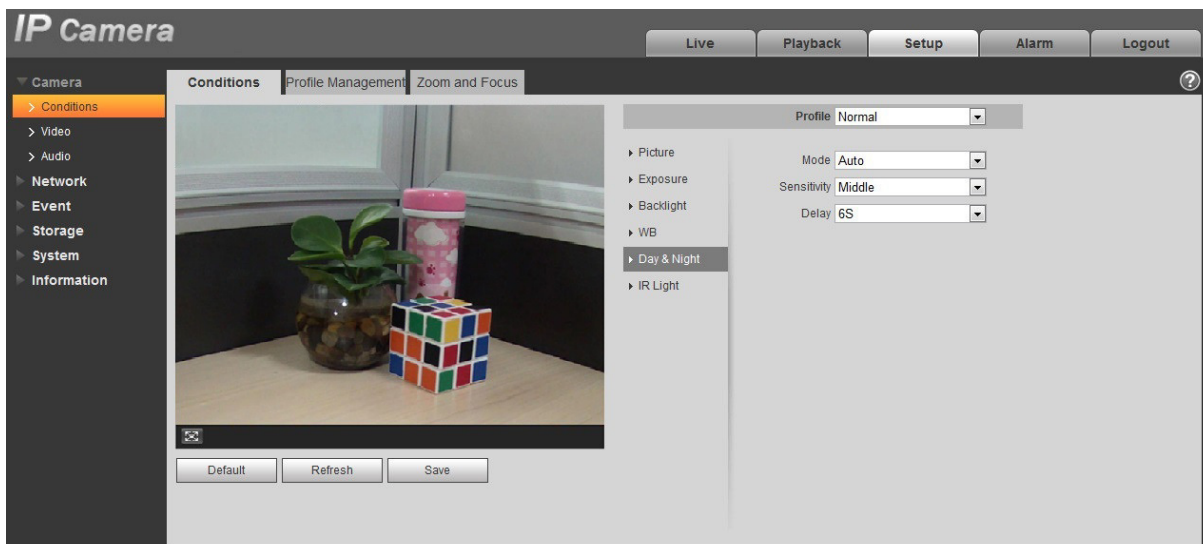 IP Camera
Live Playback Setup Alarm Logout
Camera
Conditions
Video
Audio
Network
Event
Storage
System
Information
Conditions Profile Management Zoom and Focus
Profile Normal
Picture
Exposure
Backlight
WB
Day & Night
IR Light
Mode Auto
Sensitivity Middle
Delay 6S
Default Refresh Save